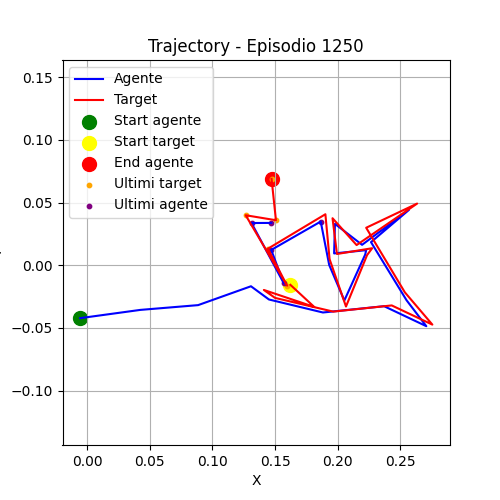 Trajectory - Episodio 1250
Agente
Target
Start agente
Start target
End agente
Ultimi target
Ultimi agente
0.15
0.10
0.05
0.00
−0.05
−0.10
0.00
0.05
0.10
0.15
0.20
0.25
X